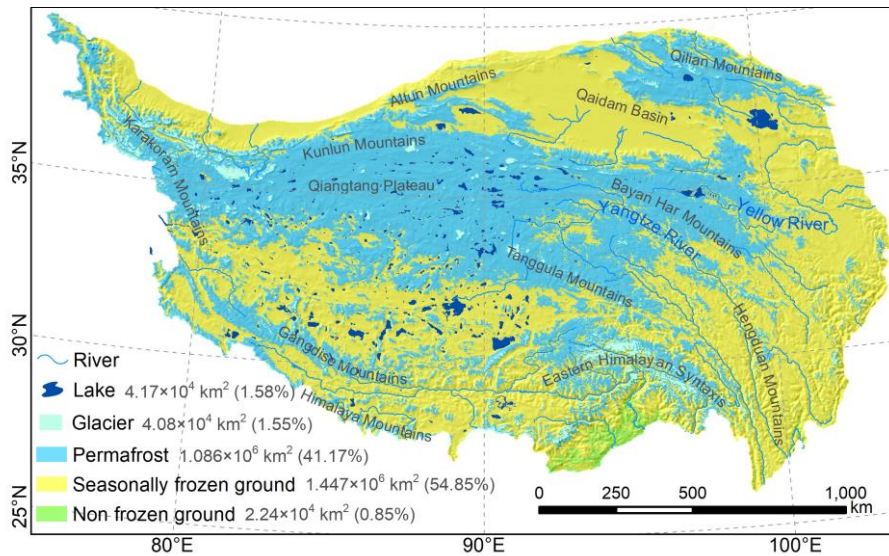 Qilian Mountains
Altun Mountains
Qaidam Basin
35°N
Karakoram Mountains
Kunlun Mountains
Qiangtang Plateau
Bayan Har Mountains
Yellow River
Yangtze River
Tanggula Mountains
30°N
Gangdise Mountains
Eastern Himalayan Syntaxis
Hengduan Mountains
Himalaya Mountains
River
Lake 4.17×10⁴ km² (1.58%)
Glacier 4.08×10⁴ km² (1.55%)
Permafrost 1.086×10⁶ km² (41.17%)
Seasonally frozen ground 1.447×10⁶ km² (54.85%)
Non frozen ground 2.24×10⁴ km² (0.85%)
0 250 500 1,000
km
25°N
80°E 90°E 100°E